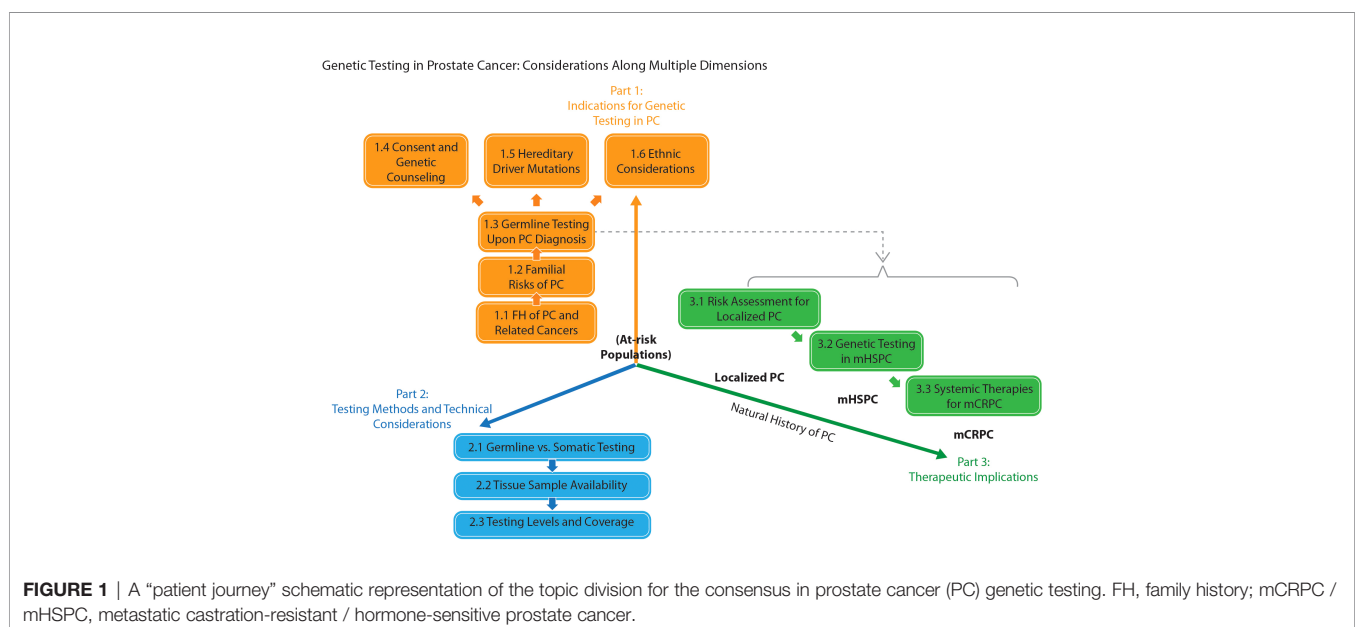 Genetic Testing in Prostate Cancer: Considerations Along Multiple Dimensions
Part 1:
Indications for Genetic
Testing in PC
1.4 Consent and
Genetic
Counseling
1.5 Hereditary
Driver Mutations
1.6 Ethnic
Considerations
1.3 Germline Testing
Upon PC Diagnosis
1.2 Familial
Risks of PC
1.1 FH of PC and
Related Cancers
(At-risk
Populations)
3.1 Risk Assessment for
Localized PC
3.2 Genetic Testing
in mHSPC
3.3 Systemic Therapies
for mCRPC
Localized PC
mHSPC
mCRPC
Natural History of PC
Part 3:
Therapeutic Implications
Part 2:
Testing Methods and Technical
Considerations
2.1 Germline vs. Somatic Testing
2.2 Tissue Sample Availability
2.3 Testing Levels and Coverage
FIGURE 1 | A “patient journey” schematic representation of the topic division for the consensus in prostate cancer (PC) genetic testing. FH, family history; mCRPC /
mHSPC, metastatic castration-resistant / hormone-sensitive prostate cancer.